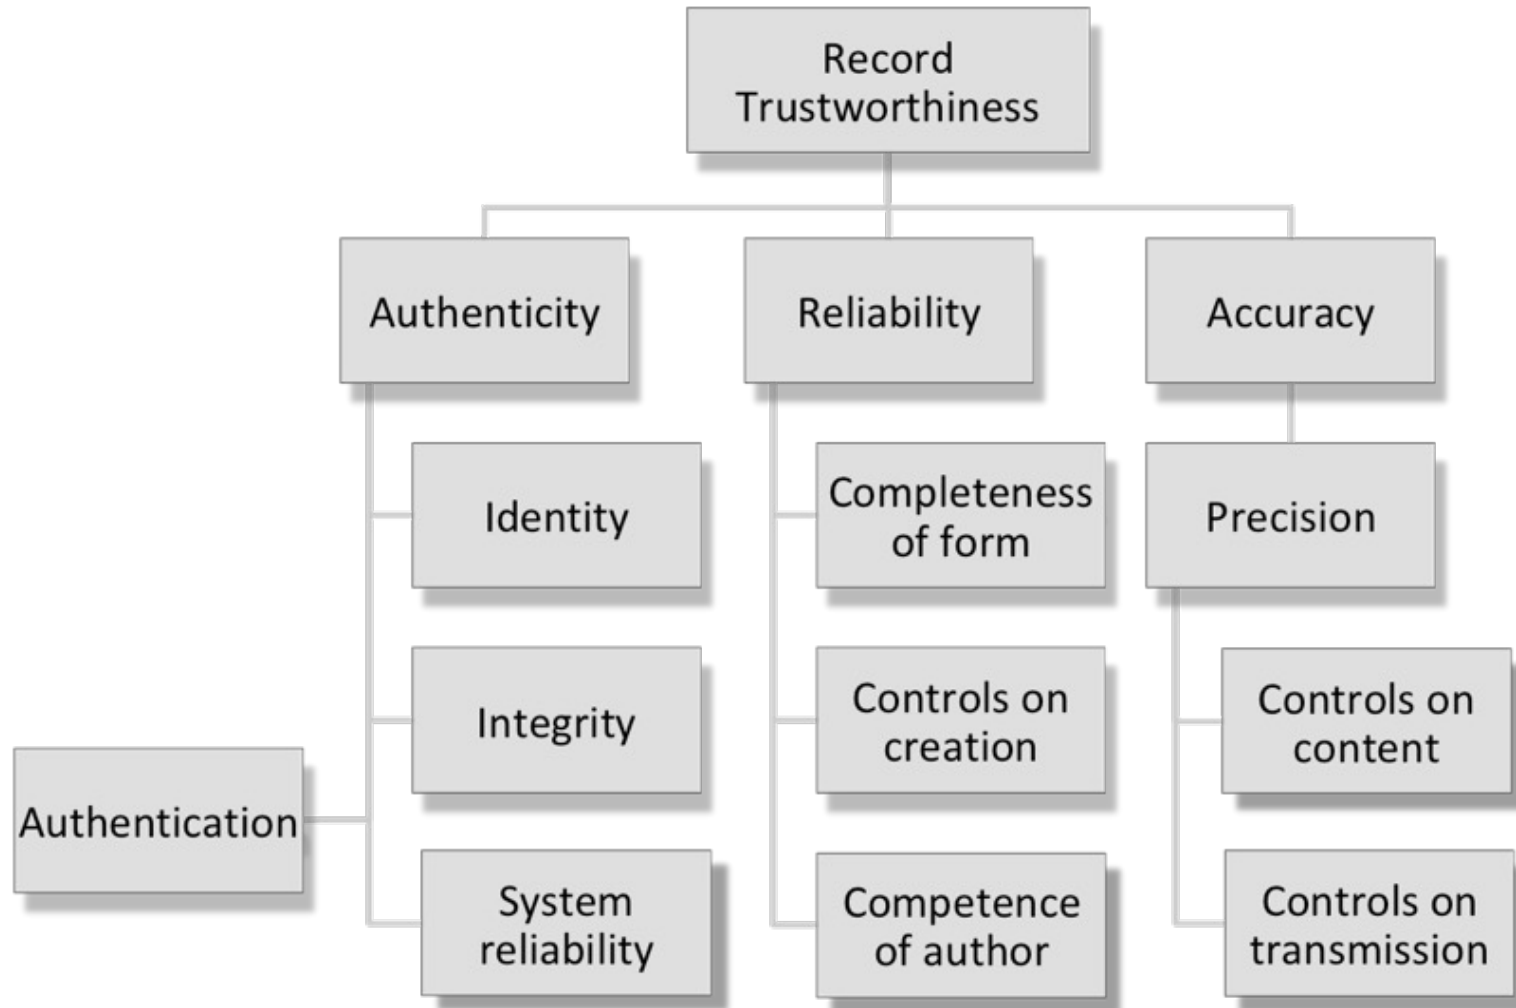 Record
Trustworthiness
Authenticity
Reliability
Accuracy
Identity
Completeness
of form
Precision
Integrity
Controls on
creation
Controls on
content
Authentication
System
reliability
Competence
of author
Controls on
transmission